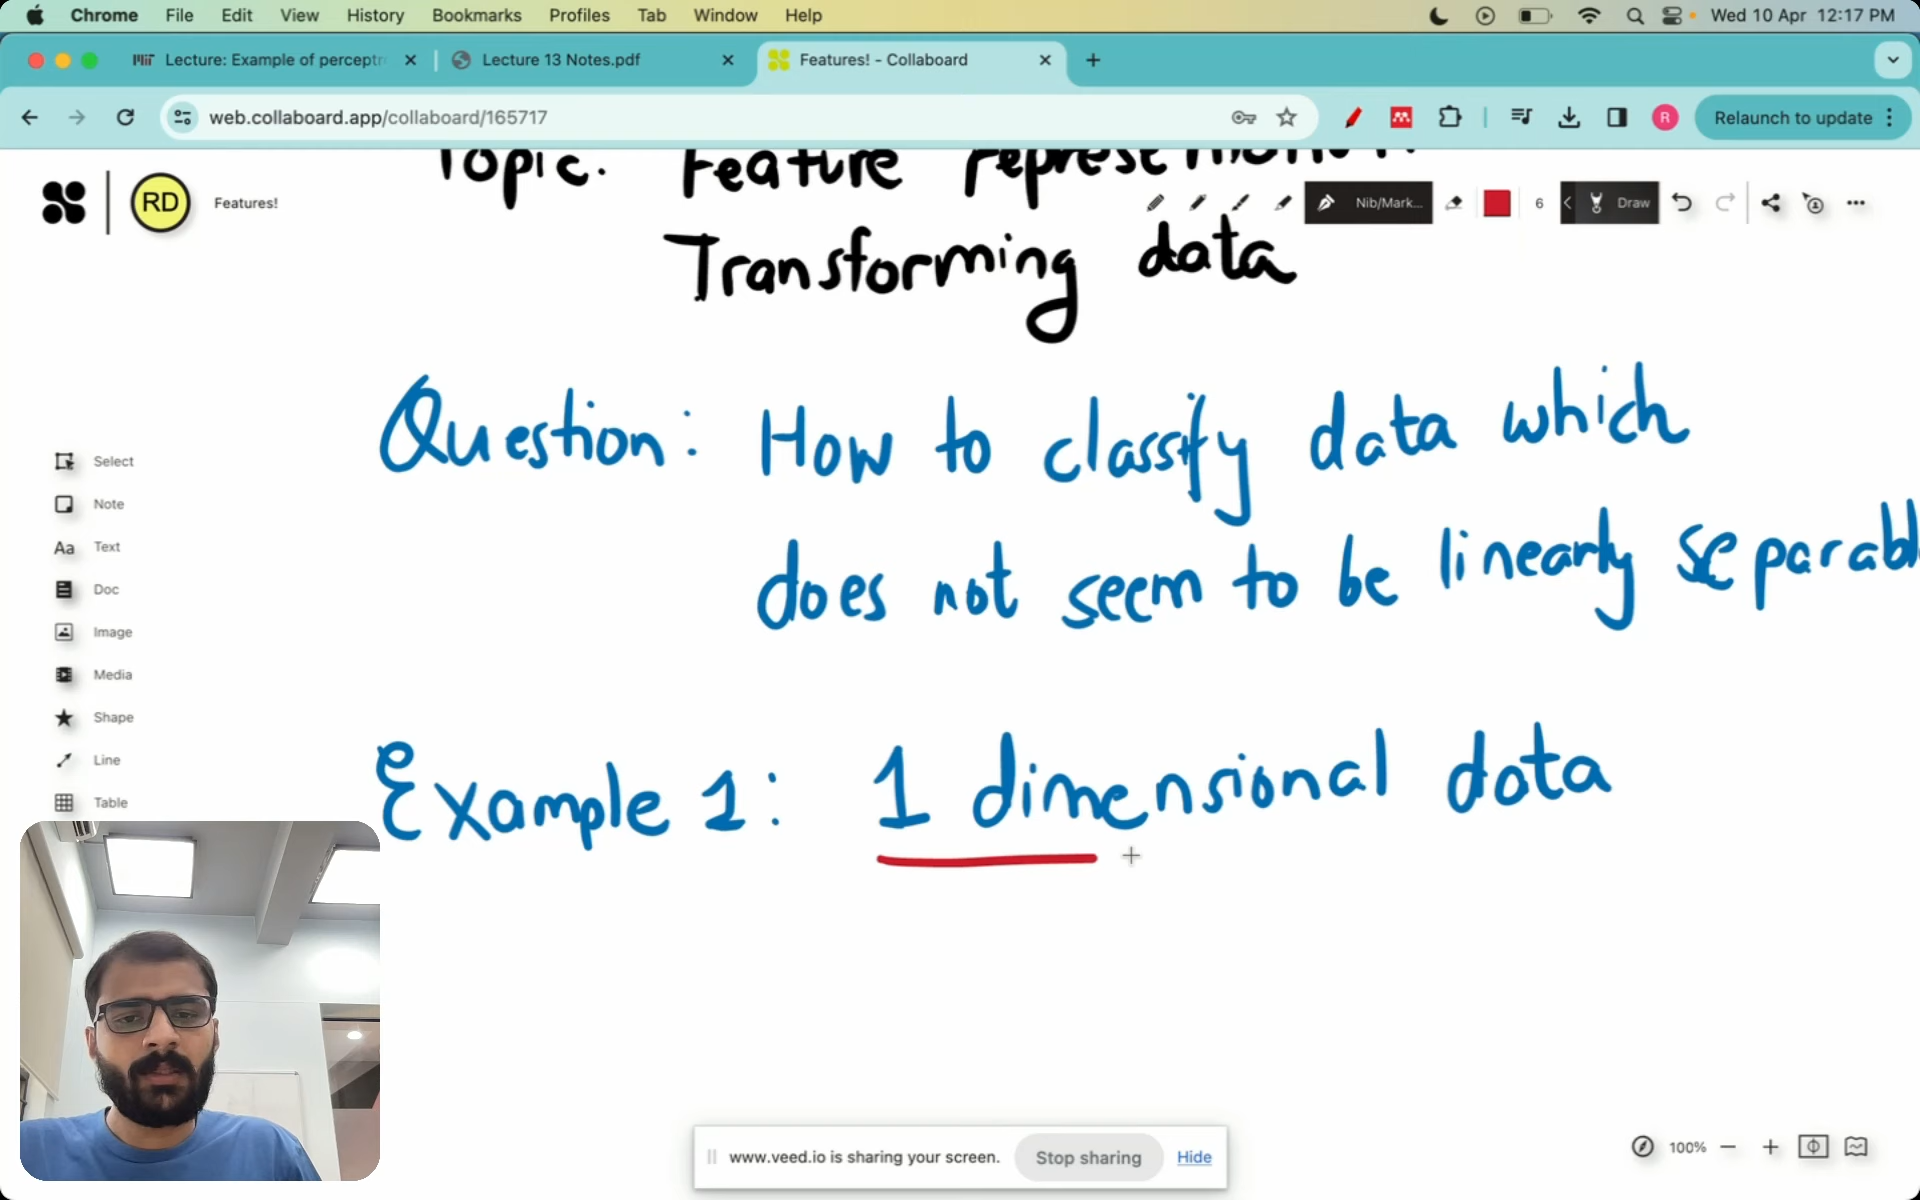 Chrome File Edit View History Bookmarks Profiles Tab Window Help Wed 10 Apr 12:17 PM
Lecture: Example of perceptr Lecture 13 Notes.pdf Features! - Collaboard
web.collaboard.app/collaboard/165717 R Relaunch to update
Topic: Feature representation:
RD Features! Nib/Mark... 6 Draw
Transforming data
Question: How to classify data which
does not seem to be linearly separabl
Select
Note
Aa Text
Doc
Image
Media
Shape
Line
Table
Example 1: 1 dimensional data
www.veed.io is sharing your screen. Stop sharing Hide
100%